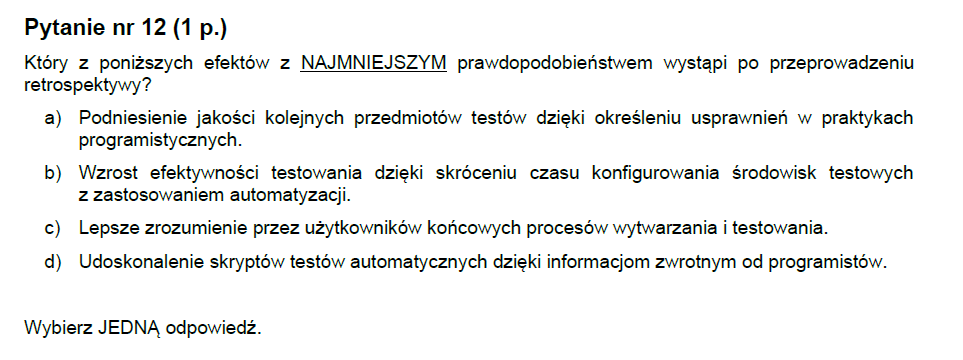 Pytanie nr 12 (1 p.)
Który z poniższych efektów z NAJMNIEJSZYM prawdopodobieństwem wystąpi po przeprowadzeniu
retrospektywy?
a) Podniesienie jakości kolejnych przedmiotów testów dzięki określeniu usprawnień w praktykach
programistycznych.
b) Wzrost efektywności testowania dzięki skróceniu czasu konfigurowania środowisk testowych
z zastosowaniem automatyzacji.
c) Lepsze zrozumienie przez użytkowników końcowych procesów wytwarzania i testowania.
d) Udoskonalenie skryptów testów automatycznych dzięki informacjom zwrotnym od programistów.
Wybierz JEDNĄ odpowiedź.